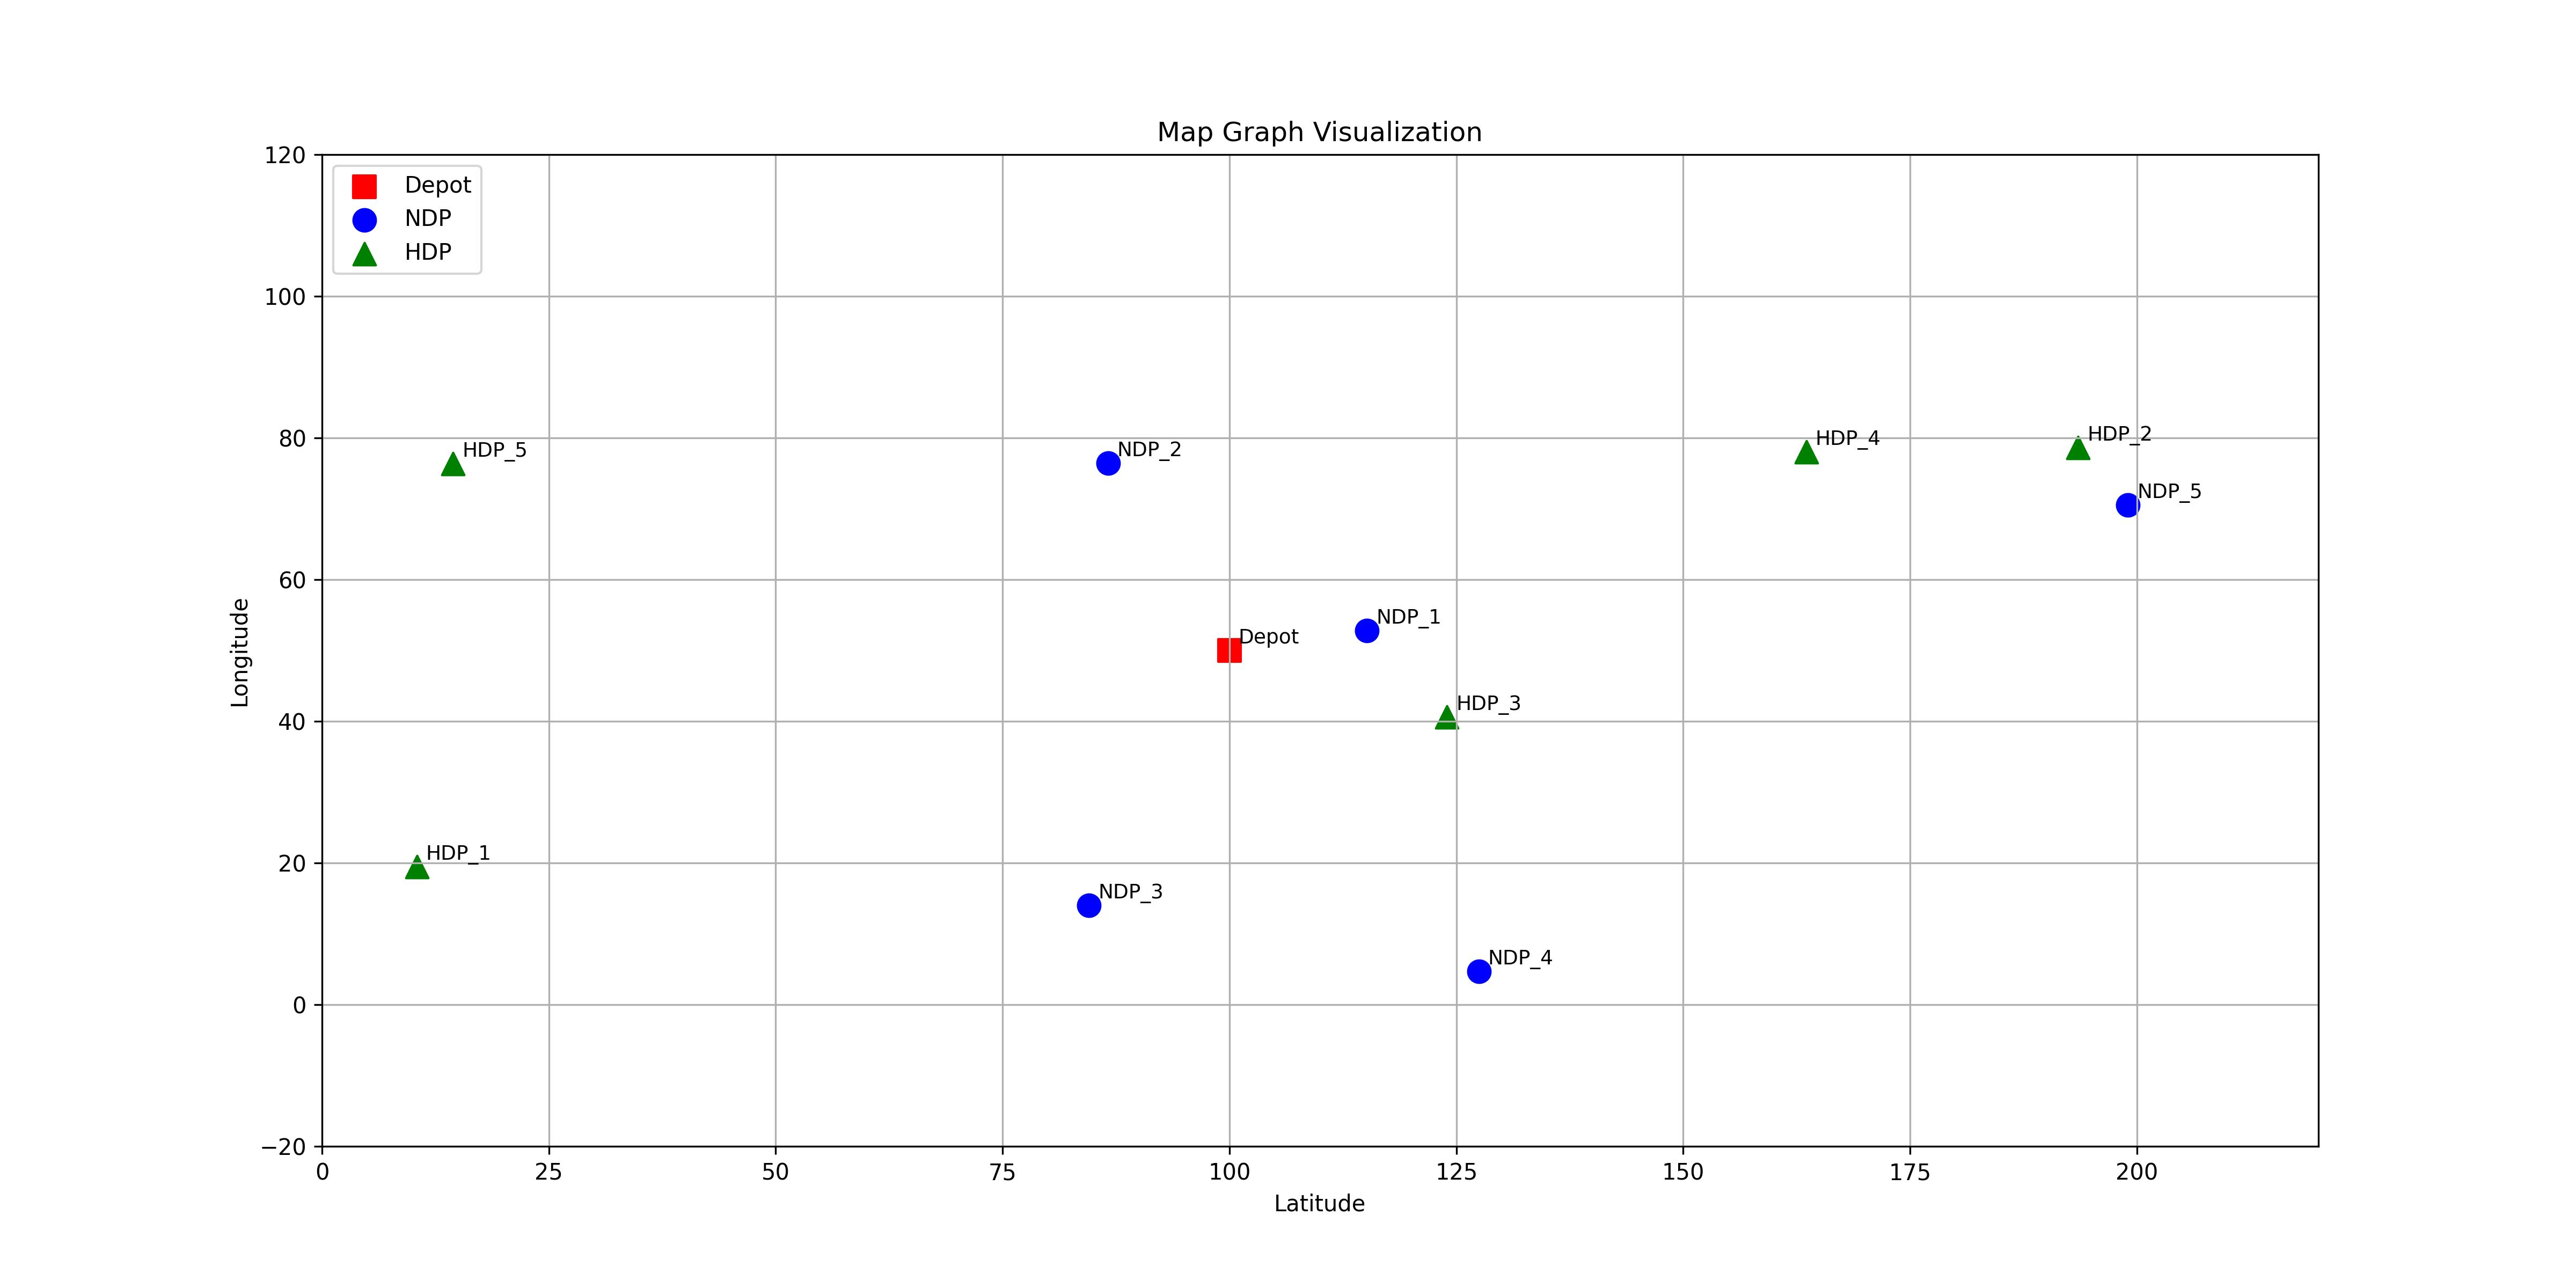 Map Graph Visualization
Depot
NDP
HDP
120
100
80
60
40
20
0
−20
Longitude
HDP_5
NDP_2
HDP_4
HDP_2
NDP_5
NDP_1
Depot
HDP_3
HDP_1
NDP_3
NDP_4
0 25 50 75 100 125 150 175 200
Latitude